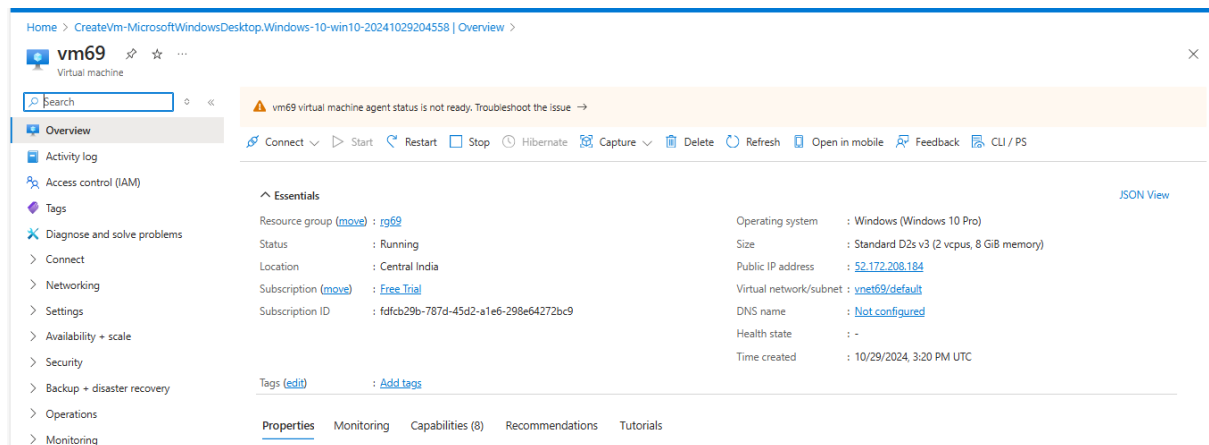 Home > CreateVm-MicrosoftWindowsDesktop.Windows-10-win10-20241029204558 | Overview >
vm69
Virtual machine
Search
Overview
Activity log
Access control (IAM)
Tags
Diagnose and solve problems
Connect
Networking
Settings
Availability + scale
Security
Backup + disaster recovery
Operations
Monitoring
vm69 virtual machine agent status is not ready. Troubleshoot the issue →
Connect Start Restart Stop Hibernate Capture Delete Refresh Open in mobile Feedback CLI / PS
Essentials
JSON View
Resource group (move) : rg69
Status : Running
Location : Central India
Subscription (move) : Free Trial
Subscription ID : fdfcb29b-787d-45d2-a1e6-298e64272bc9
Operating system : Windows (Windows 10 Pro)
Size : Standard D2s v3 (2 vcpus, 8 GiB memory)
Public IP address : 52.172.208.184
Virtual network/subnet : vnet69/default
DNS name : Not configured
Health state : -
Time created : 10/29/2024, 3:20 PM UTC
Tags (edit) : Add tags
Properties Monitoring Capabilities (8) Recommendations Tutorials